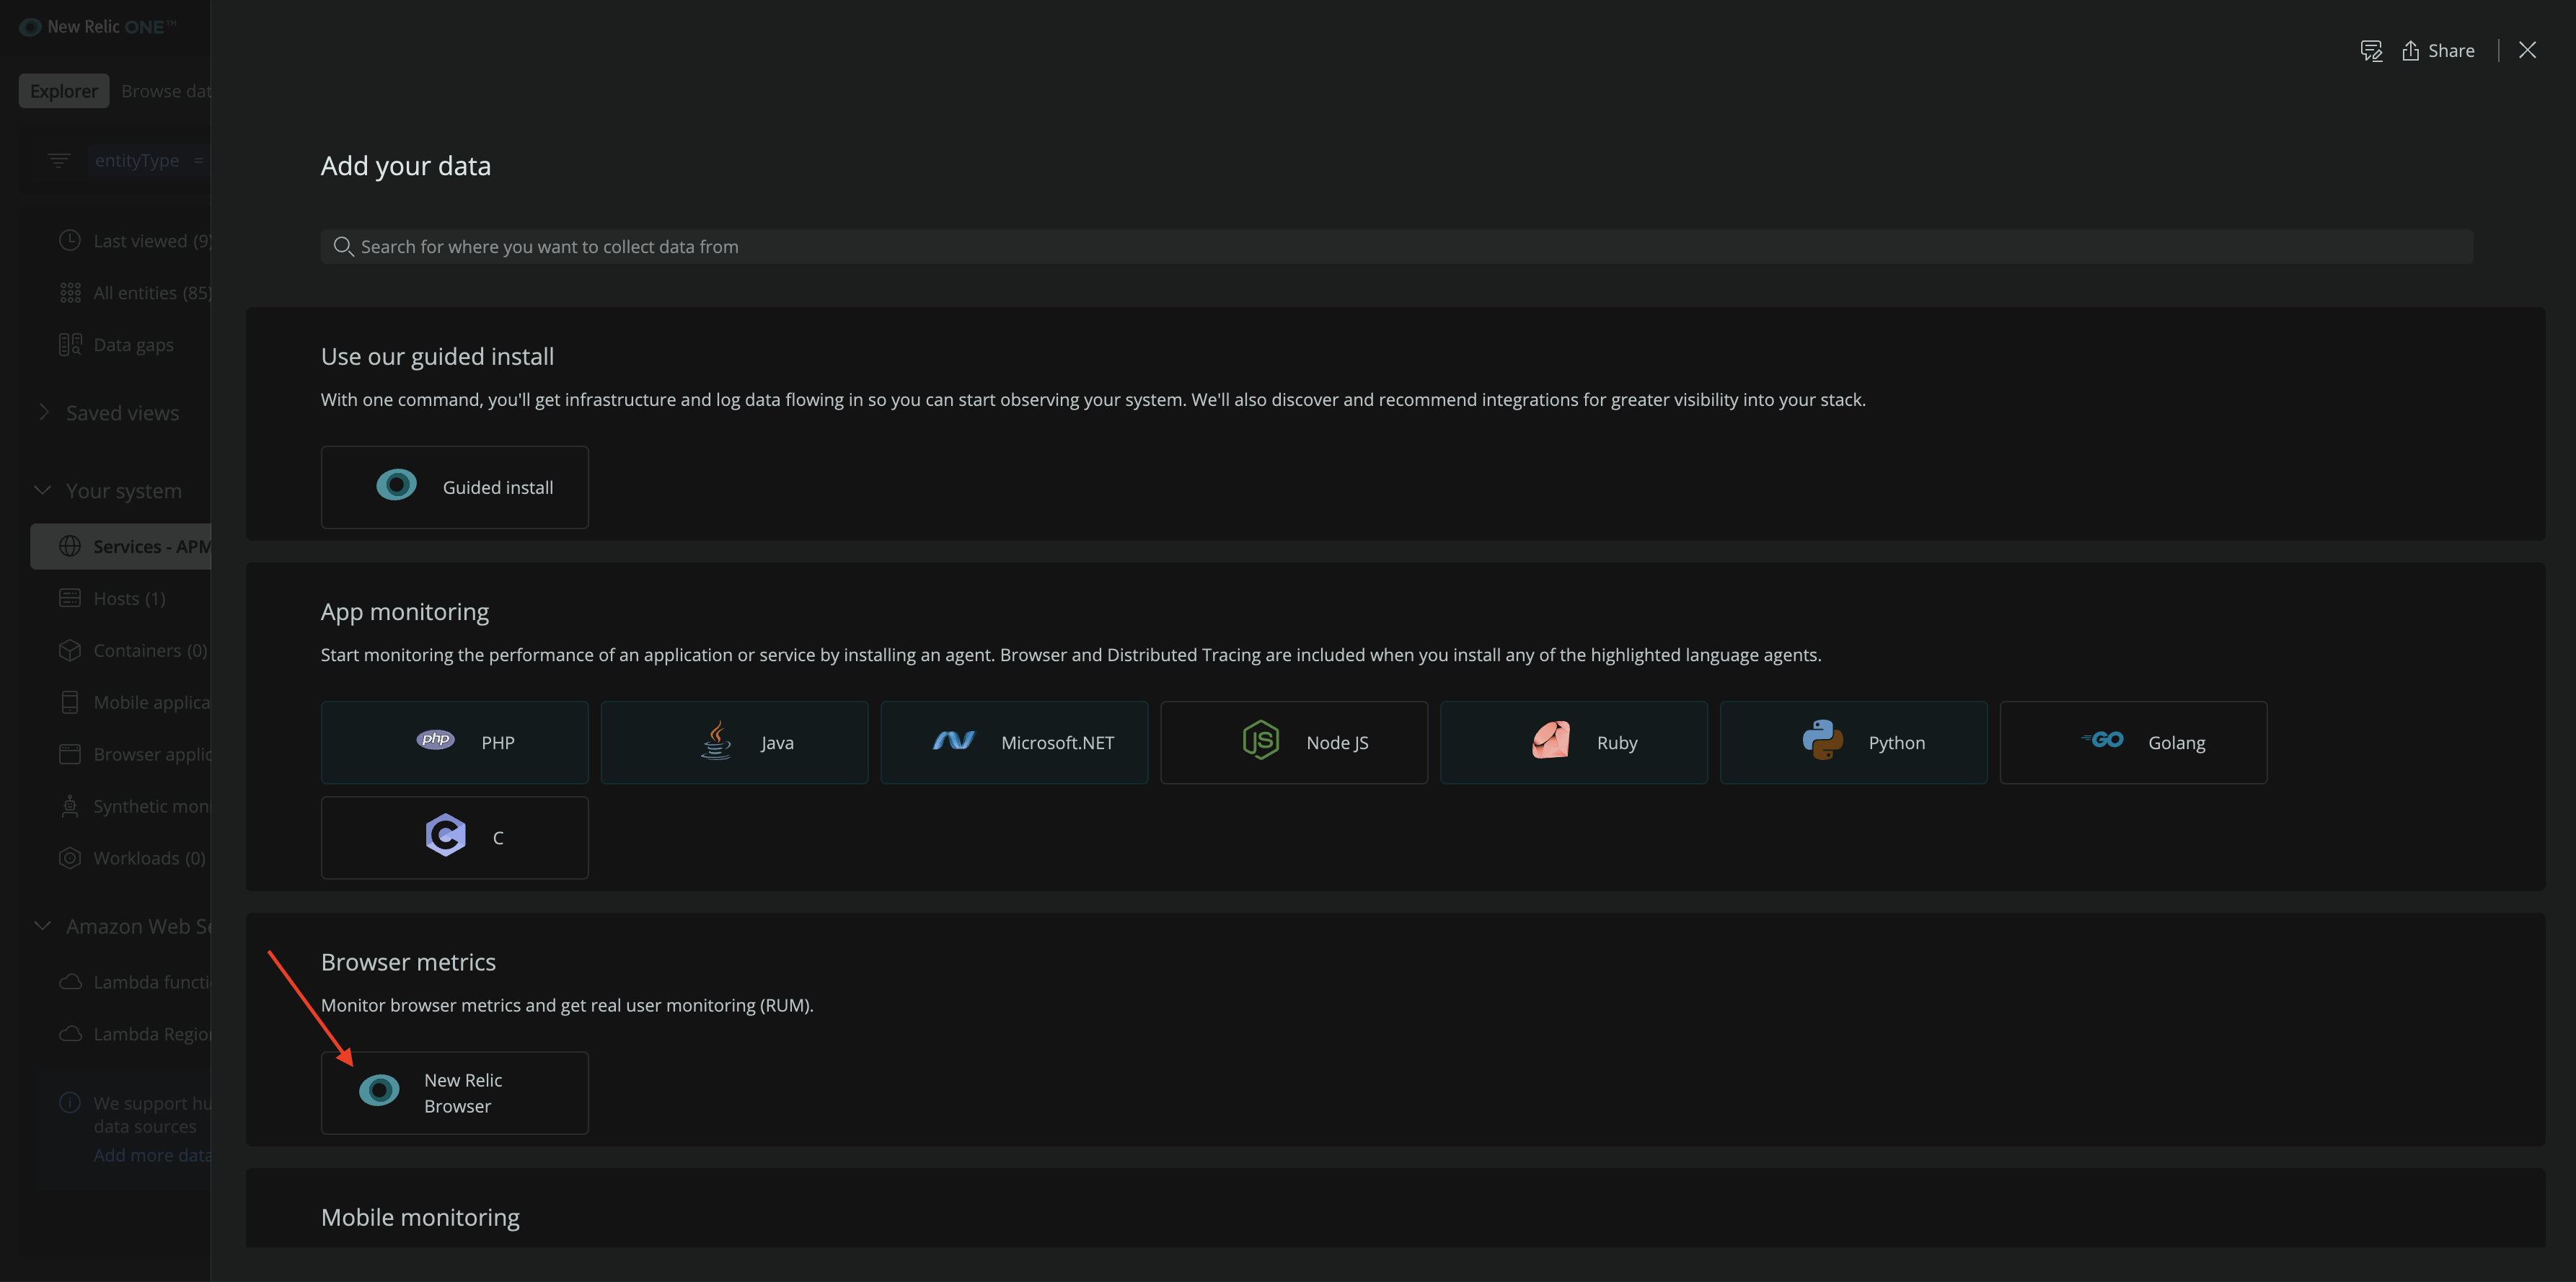 New Relic ONE™
Share
Explorer
Browse dat
entityType =
Last viewed (9)
All entities (85)
Data gaps
Saved views
Your system
Services - APM
Hosts (1)
Containers (0)
Mobile applica
Browser applic
Synthetic mon
Workloads (0)
Amazon Web Se
Lambda functi
Lambda Regio
We support hu
data sources
Add more data
Add your data
Search for where you want to collect data from
Use our guided install
With one command, you'll get infrastructure and log data flowing in so you can start observing your system. We'll also discover and recommend integrations for greater visibility into your stack.
Guided install
App monitoring
Start monitoring the performance of an application or service by installing an agent. Browser and Distributed Tracing are included when you install any of the highlighted language agents.
php PHP
Java
Microsoft.NET
JS Node JS
Ruby
Python
GO Golang
C C
Browser metrics
Monitor browser metrics and get real user monitoring (RUM).
New Relic
Browser
Mobile monitoring